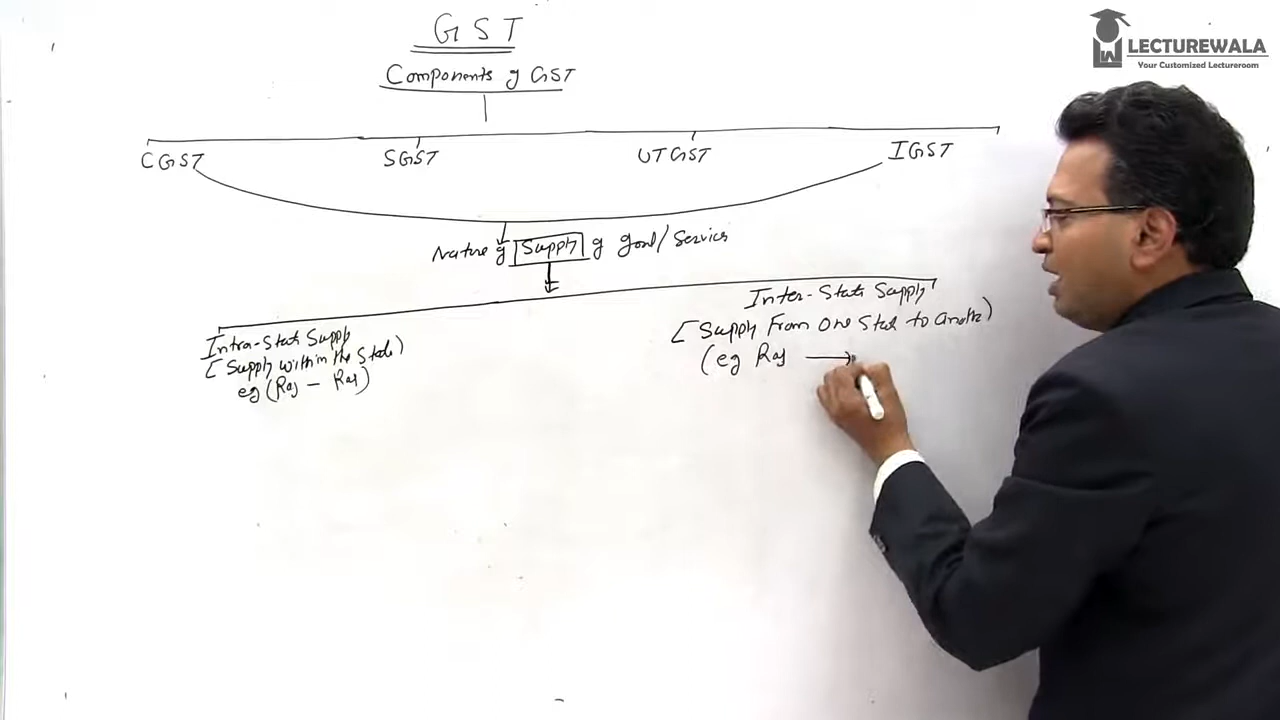 GST
LECTUREWALA
Your Customized Lectureroom
Components of GST
CGST SGST UTGST IGST
Nature of Supply of good/Services
Intra-State Supply
[Supply within the State)
eg (Raj - Raj)
Inter-State Supply
[Supply From One State to another)
(eg Raj →